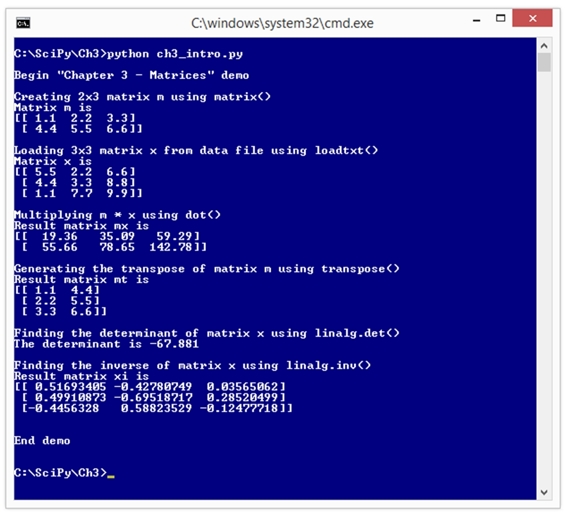 C:\windows\system32\cmd.exe
C:\SciPy\Ch3>python ch3_intro.py
Begin "Chapter 3 - Matrices" demo
Creating 2x3 matrix m using matrix()
Matrix m is
[[ 1.1  2.2  3.3]
 [ 4.4  5.5  6.6]]
Loading 3x3 matrix x from data file using loadtxt()
Matrix x is
[[ 5.5  2.2  6.6]
 [ 4.4  3.3  8.8]
 [ 1.1  7.7  9.9]]
Multiplying m * x using dot()
Result matrix mx is
[[  19.36   35.09   59.29]
 [  55.66   78.65  142.78]]
Generating the transpose of matrix m using transpose()
Result matrix mt is
[[ 1.1  4.4]
 [ 2.2  5.5]
 [ 3.3  6.6]]
Finding the determinant of matrix x using linalg.det()
The determinant is -67.881
Finding the inverse of matrix x using linalg.inv()
Result matrix xi is
[[ 0.51693405 -0.42780749  0.03565062]
 [ 0.49910873 -0.69518717  0.28520499]
 [-0.4456328   0.58823529 -0.12477718]]
End demo
C:\SciPy\Ch3>_